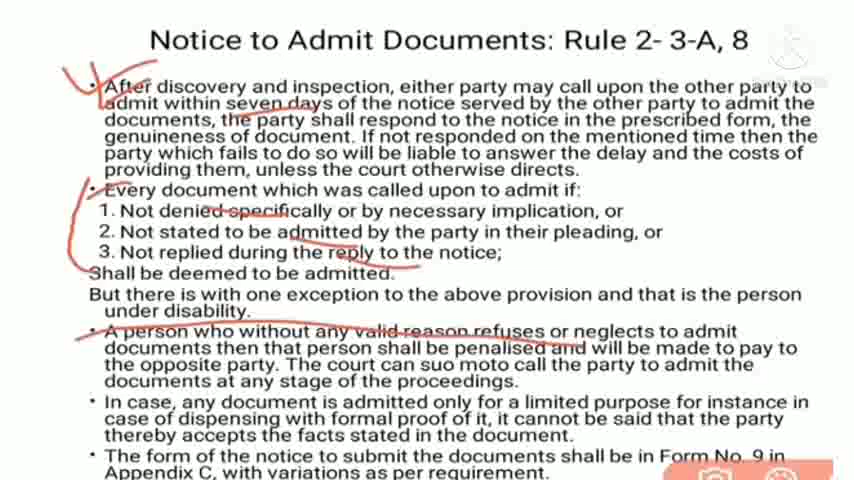 Notice to Admit Documents: Rule 2- 3-A, 8
• After discovery and inspection, either party may call upon the other party to
admit within seven days of the notice served by the other party to admit the
documents, the party shall respond to the notice in the prescribed form, the
genuineness of document. If not responded on the mentioned time then the
party which fails to do so will be liable to answer the delay and the costs of
providing them, unless the court otherwise directs.
• Every document which was called upon to admit if:
1. Not denied specifically or by necessary implication, or
2. Not stated to be admitted by the party in their pleading, or
3. Not replied during the reply to the notice;
Shall be deemed to be admitted.
But there is with one exception to the above provision and that is the person
under disability.
• A person who without any valid reason refuses or neglects to admit
documents then that person shall be penalised and will be made to pay to
the opposite party. The court can suo moto call the party to admit the
documents at any stage of the proceedings.
• In case, any document is admitted only for a limited purpose for instance in
case of dispensing with formal proof of it, it cannot be said that the party
thereby accepts the facts stated in the document.
• The form of the notice to submit the documents shall be in Form No. 9 in
Appendix C, with variations as per requirement.